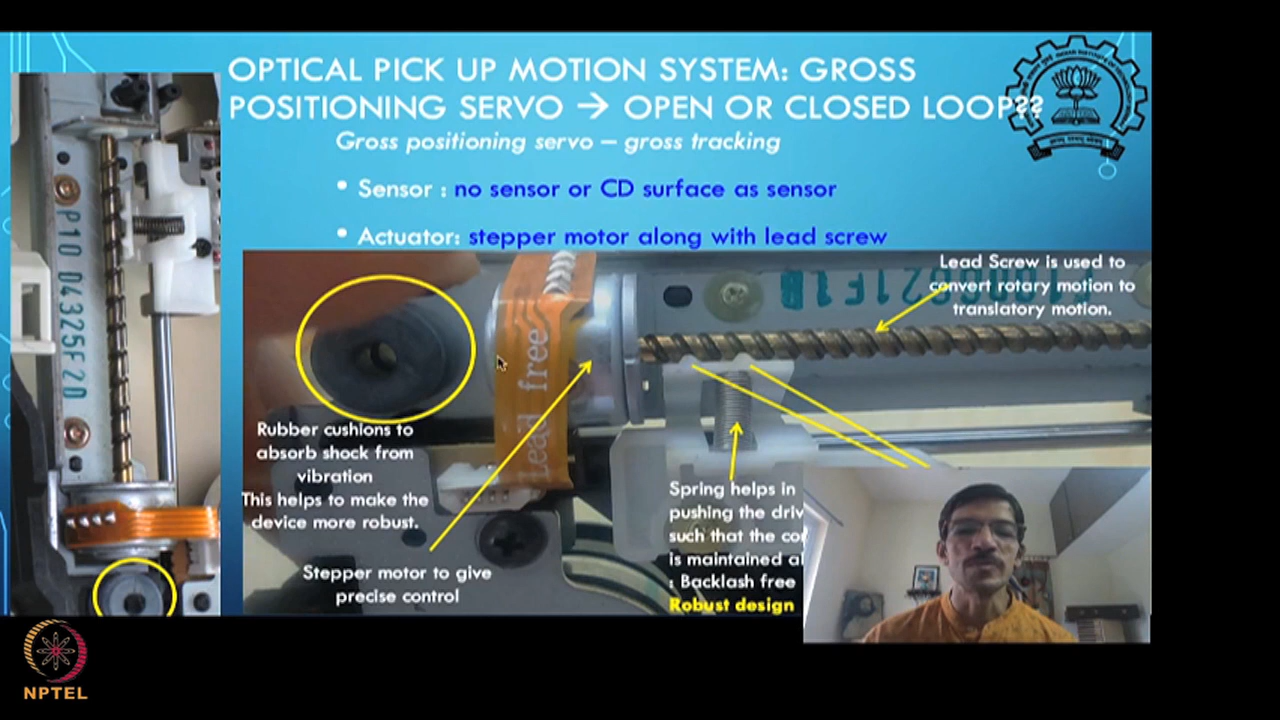 OPTICAL PICK UP MOTION SYSTEM: GROSS
POSITIONING SERVO → OPEN OR CLOSED LOOP??
Gross positioning servo – gross tracking
• Sensor : no sensor or CD surface as sensor
• Actuator: stepper motor along with lead screw
P10 04325F20
Lead Screw is used to
convert rotary motion to
translatory motion.
Lead free
Rubber cushions to
absorb shock from
vibration
This helps to make the
device more robust.
Stepper motor to give
precise control
Spring helps in
pushing the driv
such that the co
is maintained al
: Backlash free
Robust design
NPTEL